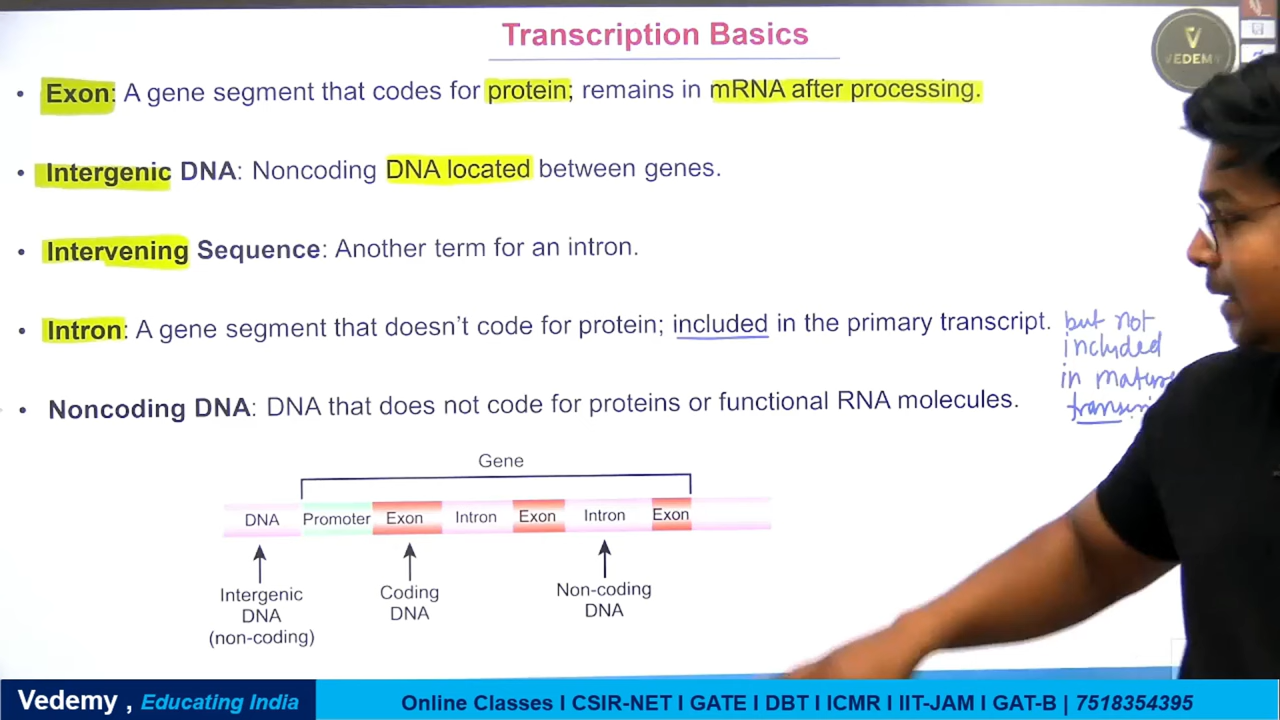 Transcription Basics
VEDEMY
• Exon: A gene segment that codes for protein; remains in mRNA after processing.
• Intergenic DNA: Noncoding DNA located between genes.
• Intervening Sequence: Another term for an intron.
• Intron: A gene segment that doesn't code for protein; included in the primary transcript.
but not
included
in mature
• Noncoding DNA: DNA that does not code for proteins or functional RNA molecules.
Gene
DNA Promoter Exon Intron Exon Intron Exon
Intergenic
DNA
(non-coding)
Coding
DNA
Non-coding
DNA
Vedemy , Educating India
Online Classes I CSIR-NET I GATE I DBT I ICMR I IIT-JAM I GAT-B | 7518354395